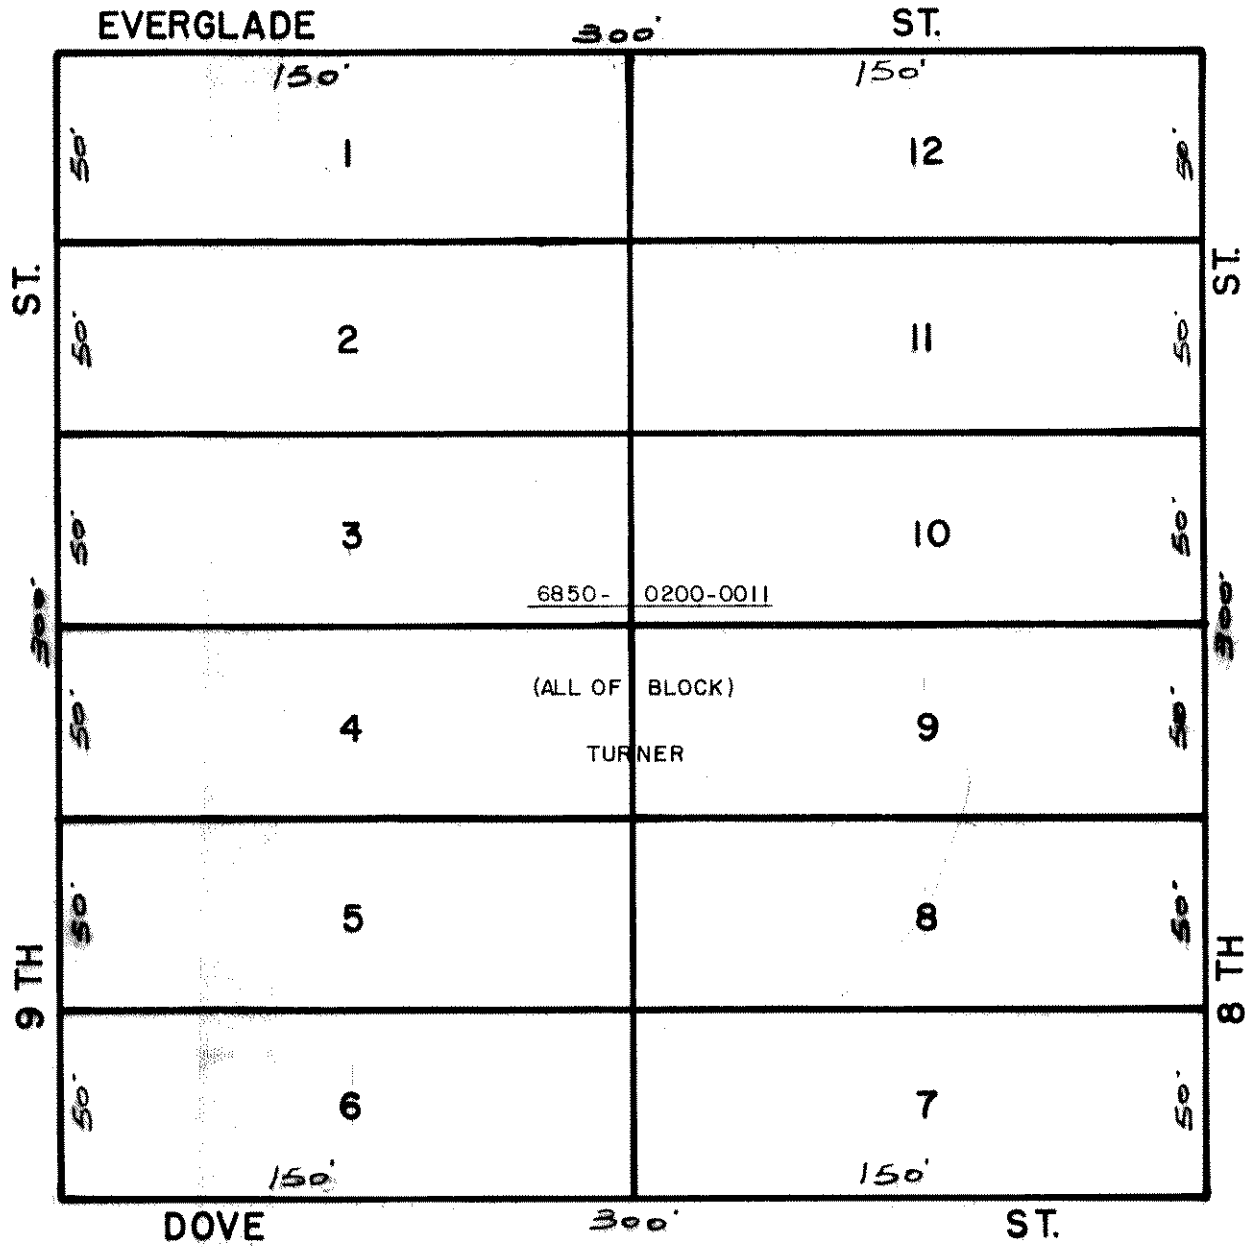 EVERGLADE 300' ST.
150' 150'
50' 1 12 50'
ST. 50' 2 11 50' ST.
50' 3 10 50'
6850- 0200-0011
300' 300'
(ALL OF BLOCK)
50' 4 9 50'
TURNER
50' 5 8 50'
9 TH 8 TH
50' 6 7 50'
150' 150'
DOVE 300' ST.